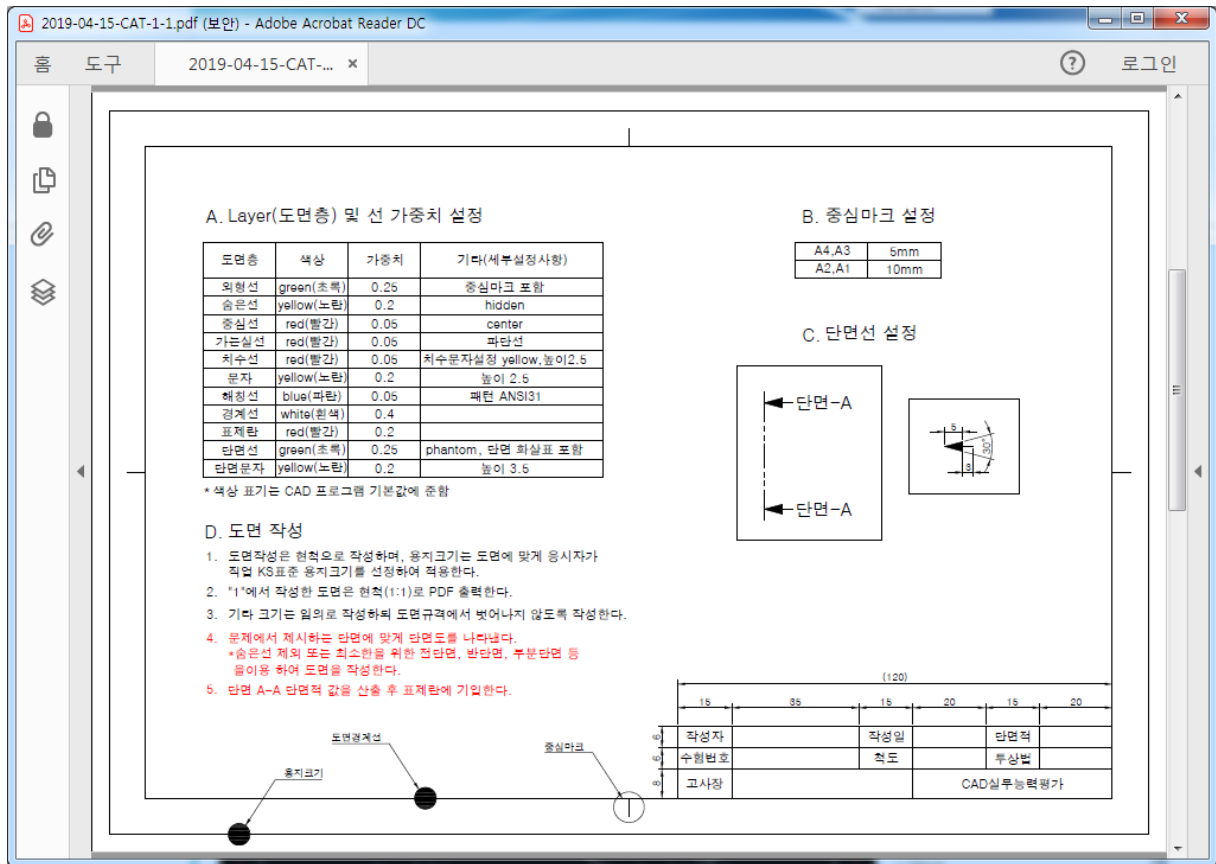 2019-04-15-CAT-1-1.pdf (보안) - Adobe Acrobat Reader DC
홈 도구 2019-04-15-CAT-... × ? 로그인
A. Layer(도면층) 및 선 가중치 설정
도면층 색상 가중치 기타(세부설정사항)
외형선 green(초록) 0.25 중심마크 포함
숨은선 yellow(노란) 0.2 hidden
중심선 red(빨간) 0.05 center
가는실선 red(빨간) 0.05 파단선
치수선 red(빨간) 0.05 치수문자설정 yellow,높이2.5
문자 yellow(노란) 0.2 높이 2.5
해칭선 blue(파란) 0.05 패턴 ANSI31
경계선 white(흰색) 0.4
표제란 red(빨간) 0.2
단면선 green(초록) 0.25 phantom, 단면 화살표 포함
단면문자 yellow(노란) 0.2 높이 3.5
* 색상 표기는 CAD 프로그램 기본값에 준함
B. 중심마크 설정
A4,A3 5mm
A2,A1 10mm
C. 단면선 설정
단면-A
단면-A
5
30°
3
D. 도면 작성
1. 도면작성은 현척으로 작성하며, 용지크기는 도면에 맞게 응시자가
직업 KS표준 용지크기를 선정하여 적용한다.
2. "1"에서 작성한 도면은 현척(1:1)로 PDF 출력한다.
3. 기타 크기는 임의로 작성하되 도면규격에서 벗어나지 않도록 작성한다.
4. 문제에서 제시하는 단면에 맞게 단면도를 나타낸다.
*숨은선 제외 또는 최소한을 위한 전단면, 반단면, 부분단면 등
을이용 하여 도면을 작성한다.
5. 단면 A-A 단면적 값을 산출 후 표제란에 기입한다.
도면경계선
중심마크
용지크기
(120)
15 35 15 20 15 20
6 작성자 작성일 단면적
6 수험번호 척도 투상법
8 고사장 CAD실무능력평가